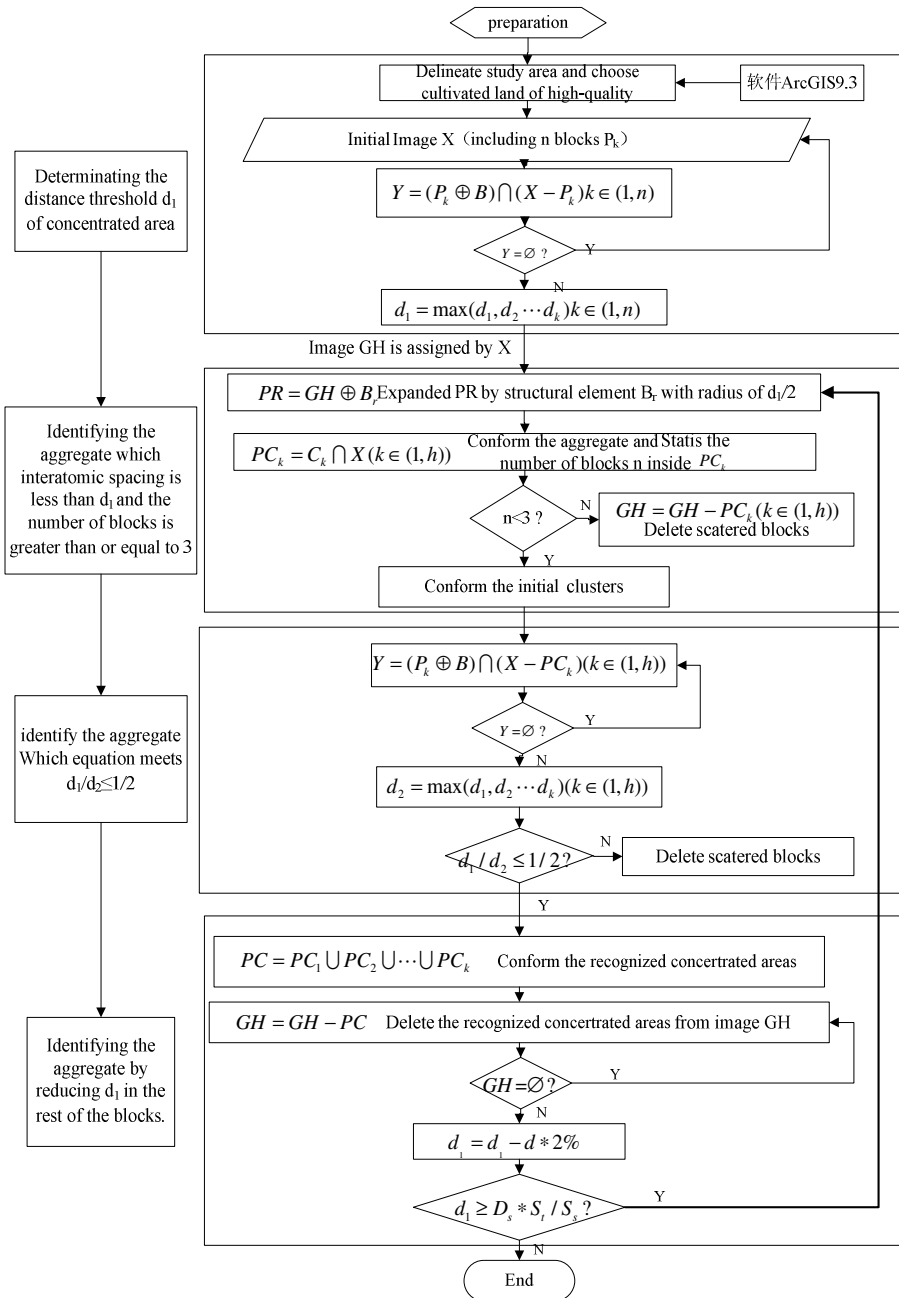 preparation
Delineate study area and choose
cultivated land of high-quality
软件ArcGIS9.3
Initial Image X（including n blocks Pₖ）
Determinating the
distance threshold d₁
of concentrated area
Y = (Pₖ ⊕ B) ⋂ (X − Pₖ) k ∈ (1, n)
Y = ∅ ?
Y
N
d₁ = max(d₁, d₂ ⋯ dₖ) k ∈ (1, n)
Image GH is assigned by X
PR = GH ⊕ Bᵣ Expanded PR by structural element Bᵣ with radius of d₁/2
Identifying the
aggregate which
interatomic spacing is
less than d₁ and the
number of blocks is
greater than or equal to 3
PCₖ = Cₖ ⋂ X (k ∈ (1, h)) Conform the aggregate and Statis the
number of blocks n inside PCₖ
n<3 ?
N
GH = GH − PCₖ (k ∈ (1, h))
Delete scatered blocks
Y
Conform the initial clusters
Y = (Pₖ ⊕ B) ⋂ (X − PCₖ)(k ∈ (1, h))
identify the aggregate
Which equation meets
d₁/d₂≤1/2
Y = ∅ ?
Y
N
d₂ = max(d₁, d₂ ⋯ dₖ)(k ∈ (1, h))
d₁ / d₂ ≤ 1 / 2 ?
N
Delete scatered blocks
Y
PC = PC₁ ⋃ PC₂ ⋃ ⋯ ⋃ PCₖ Conform the recognized concertrated areas
GH = GH − PC Delete the recognized concertrated areas from image GH
Identifying the
aggregate by
reducing d₁ in the
rest of the blocks.
GH = ∅ ?
Y
N
d₁ = d₁ − d * 2%
d₁ ≥ Dₛ * Sₜ / Sₛ ?
Y
N
End